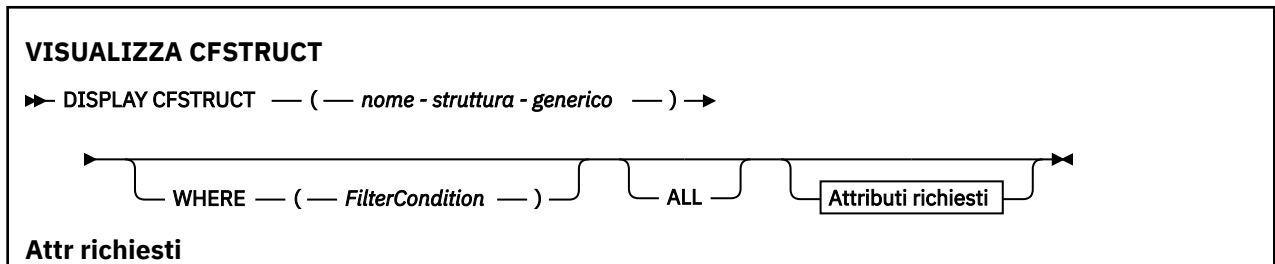 VISUALIZZA CFSTRUCT
DISPLAY CFSTRUCT ( nome - struttura - generico )
WHERE ( FilterCondition ) ALL Attributi richiesti
Attr richiesti